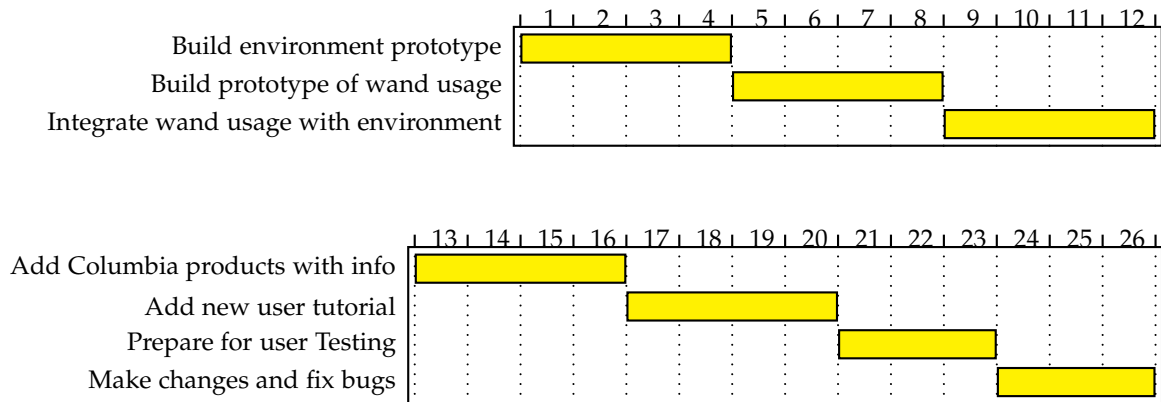 1 2 3 4 5 6 7 8 9 10 11 12
Build environment prototype
Build prototype of wand usage
Integrate wand usage with environment
13 14 15 16 17 18 19 20 21 22 23 24 25 26
Add Columbia products with info
Add new user tutorial
Prepare for user Testing
Make changes and fix bugs